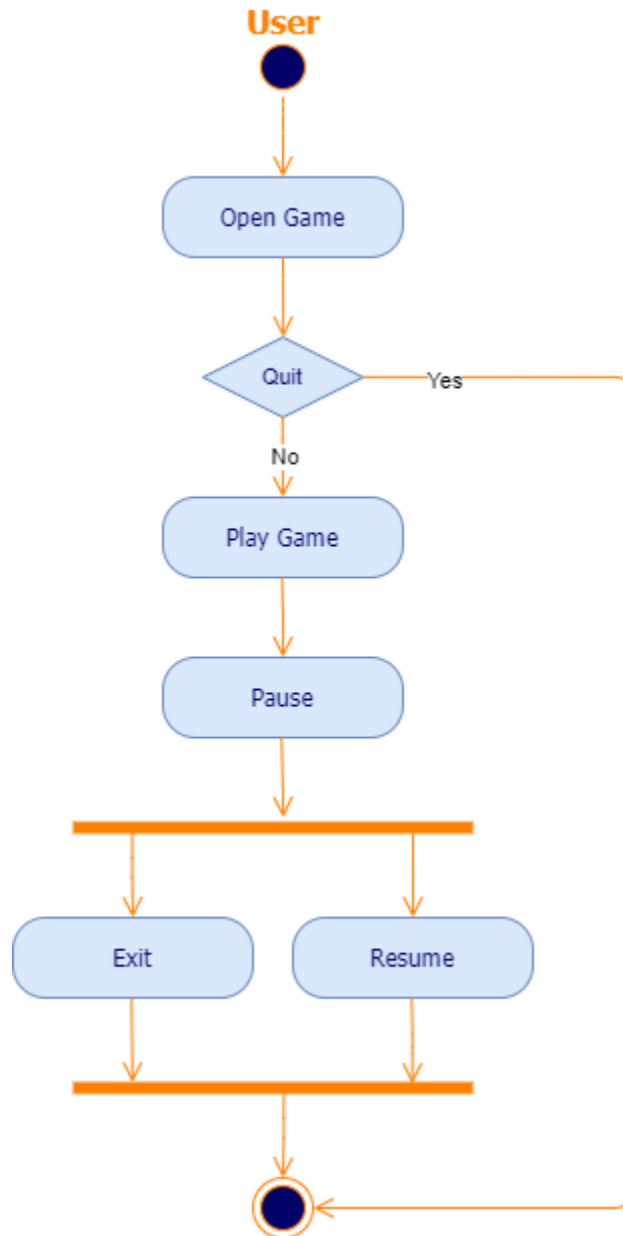 User
Open Game
Quit
Yes
No
Play Game
Pause
Exit
Resume